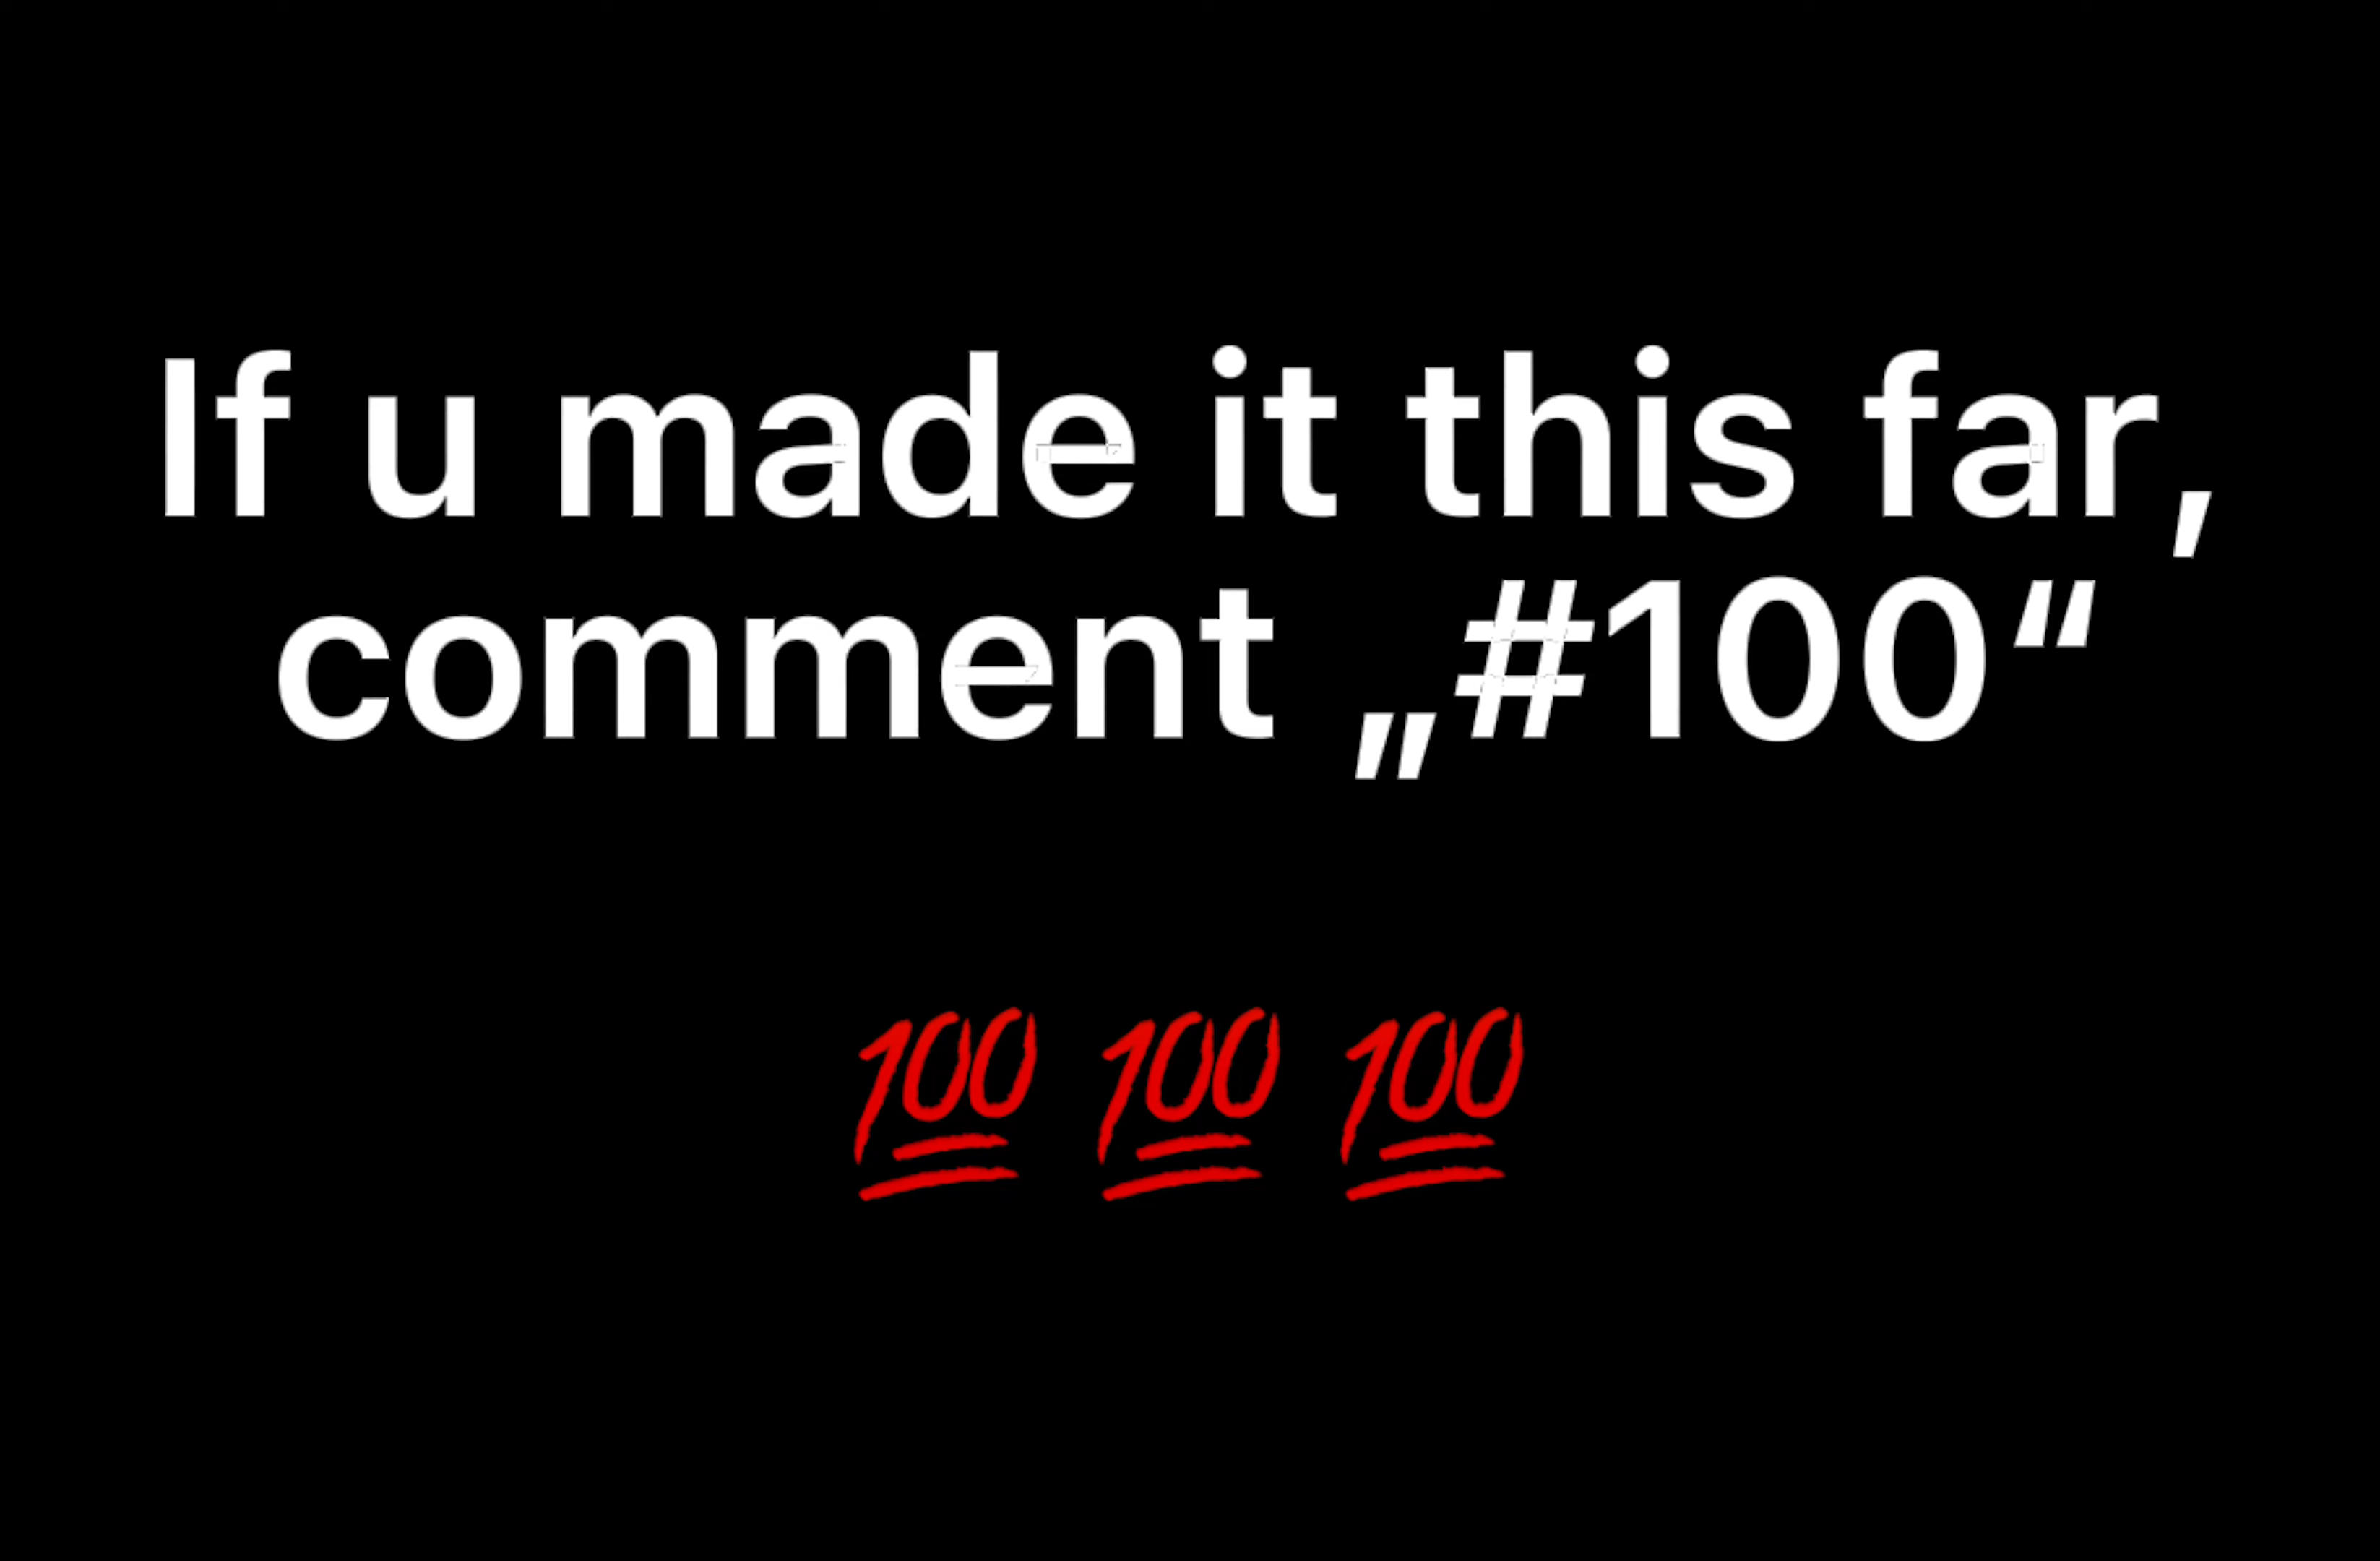 If u made it this far,
comment „#100“
💯 💯 💯